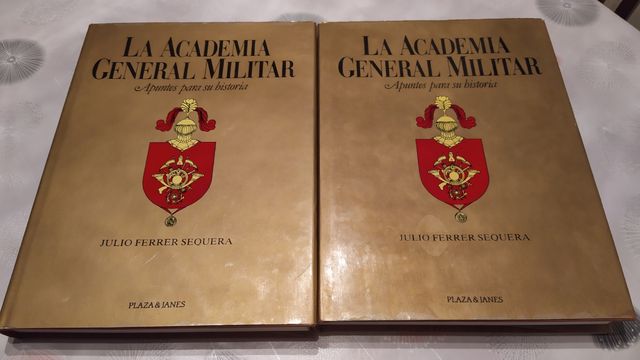 LA ACADEMIA
GENERAL MILITAR
Apuntes para su historia
JULIO FERRER SEQUERA
PLAZA & JANES
LA ACADEMIA
GENERAL MILITAR
Apuntes para su historia
JULIO FERRER SEQUERA
PLAZA & JANES